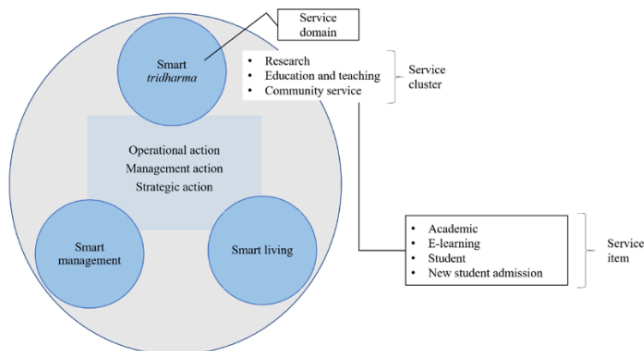 Service
domain
Smart
tridharma
• Research
• Education and teaching
• Community service
Service
cluster
Operational action
Management action
Strategic action
Smart
management
Smart living
• Academic
• E-learning
• Student
• New student admission
Service
item